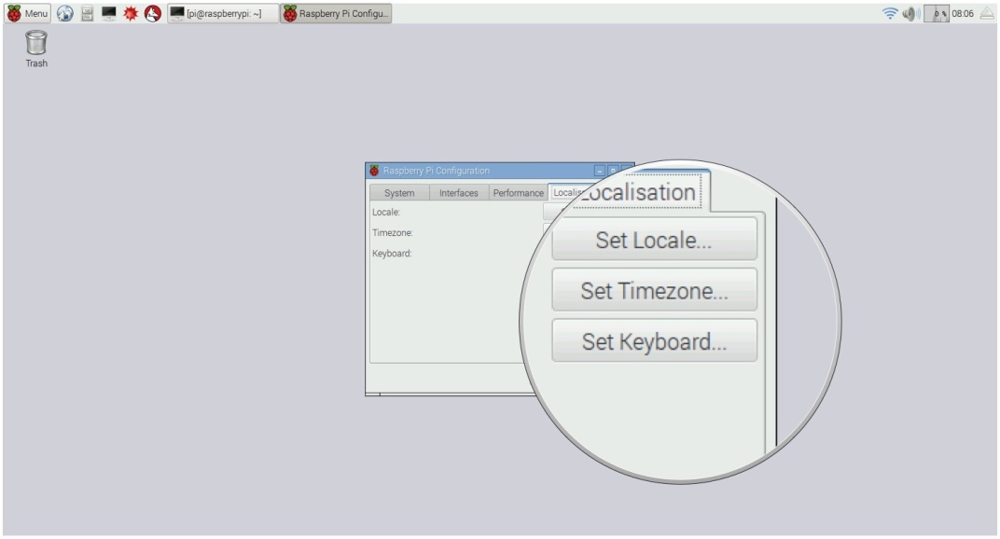 Menu [pi@raspberrypi: ~] Raspberry Pi Configu... 08:06
Trash
Raspberry Pi Configuration
System Interfaces Performance Localisation
Locale:
Set Locale...
Timezone:
Set Timezone...
Keyboard:
Set Keyboard...